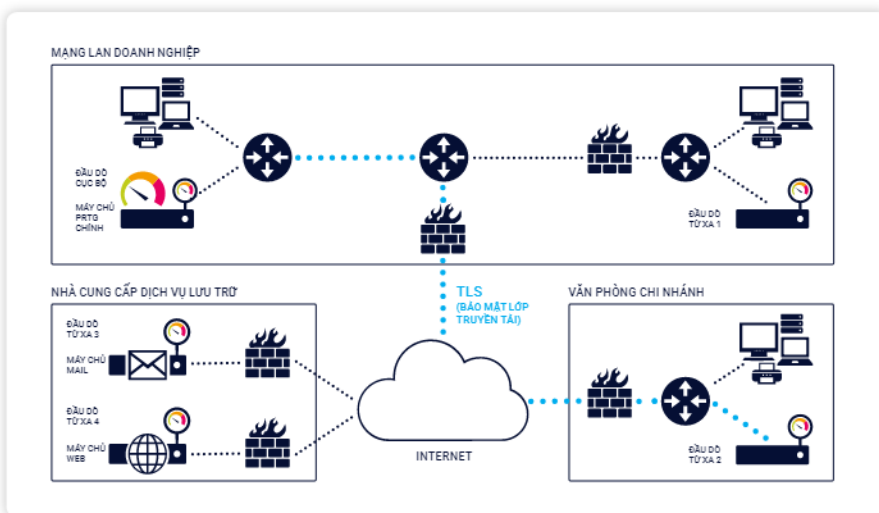 MẠNG LAN DOANH NGHIỆP
ĐẦU DÒ
CỤC BỘ
MÁY CHỦ
PRTG
CHÍNH
ĐẦU DÒ
TỪ XA 1
NHÀ CUNG CẤP DỊCH VỤ LƯU TRỮ
ĐẦU DÒ
TỪ XA 3
MÁY CHỦ
MAIL
ĐẦU DÒ
TỪ XA 4
MÁY CHỦ
WEB
TLS
(BẢO MẬT LỚP
TRUYỀN TẢI)
INTERNET
VĂN PHÒNG CHI NHÁNH
ĐẦU DÒ
TỪ XA 2